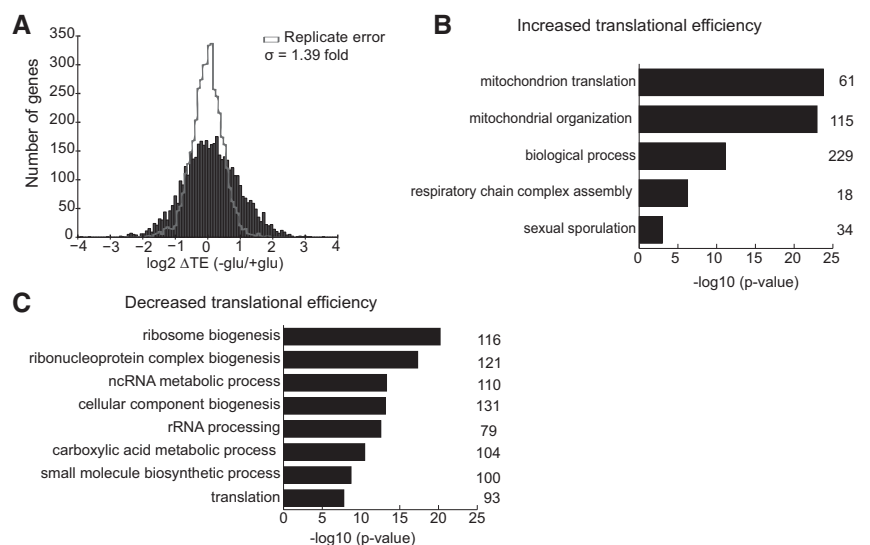 A
350
300
250
200
150
100
50
0
Number of genes
Replicate error
σ = 1.39 fold
−4 −3 −2 −1 0 1 2 3 4
log2 ΔTE (-glu/+glu)
B
Increased translational efficiency
mitochondrion translation 61
mitochondrial organization 115
biological process 229
respiratory chain complex assembly 18
sexual sporulation 34
0 5 10 15 20 25
-log10 (p-value)
C
Decreased translational efficiency
ribosome biogenesis 116
ribonucleoprotein complex biogenesis 121
ncRNA metabolic process 110
cellular component biogenesis 131
rRNA processing 79
carboxylic acid metabolic process 104
small molecule biosynthetic process 100
translation 93
0 5 10 15 20 25
-log10 (p-value)